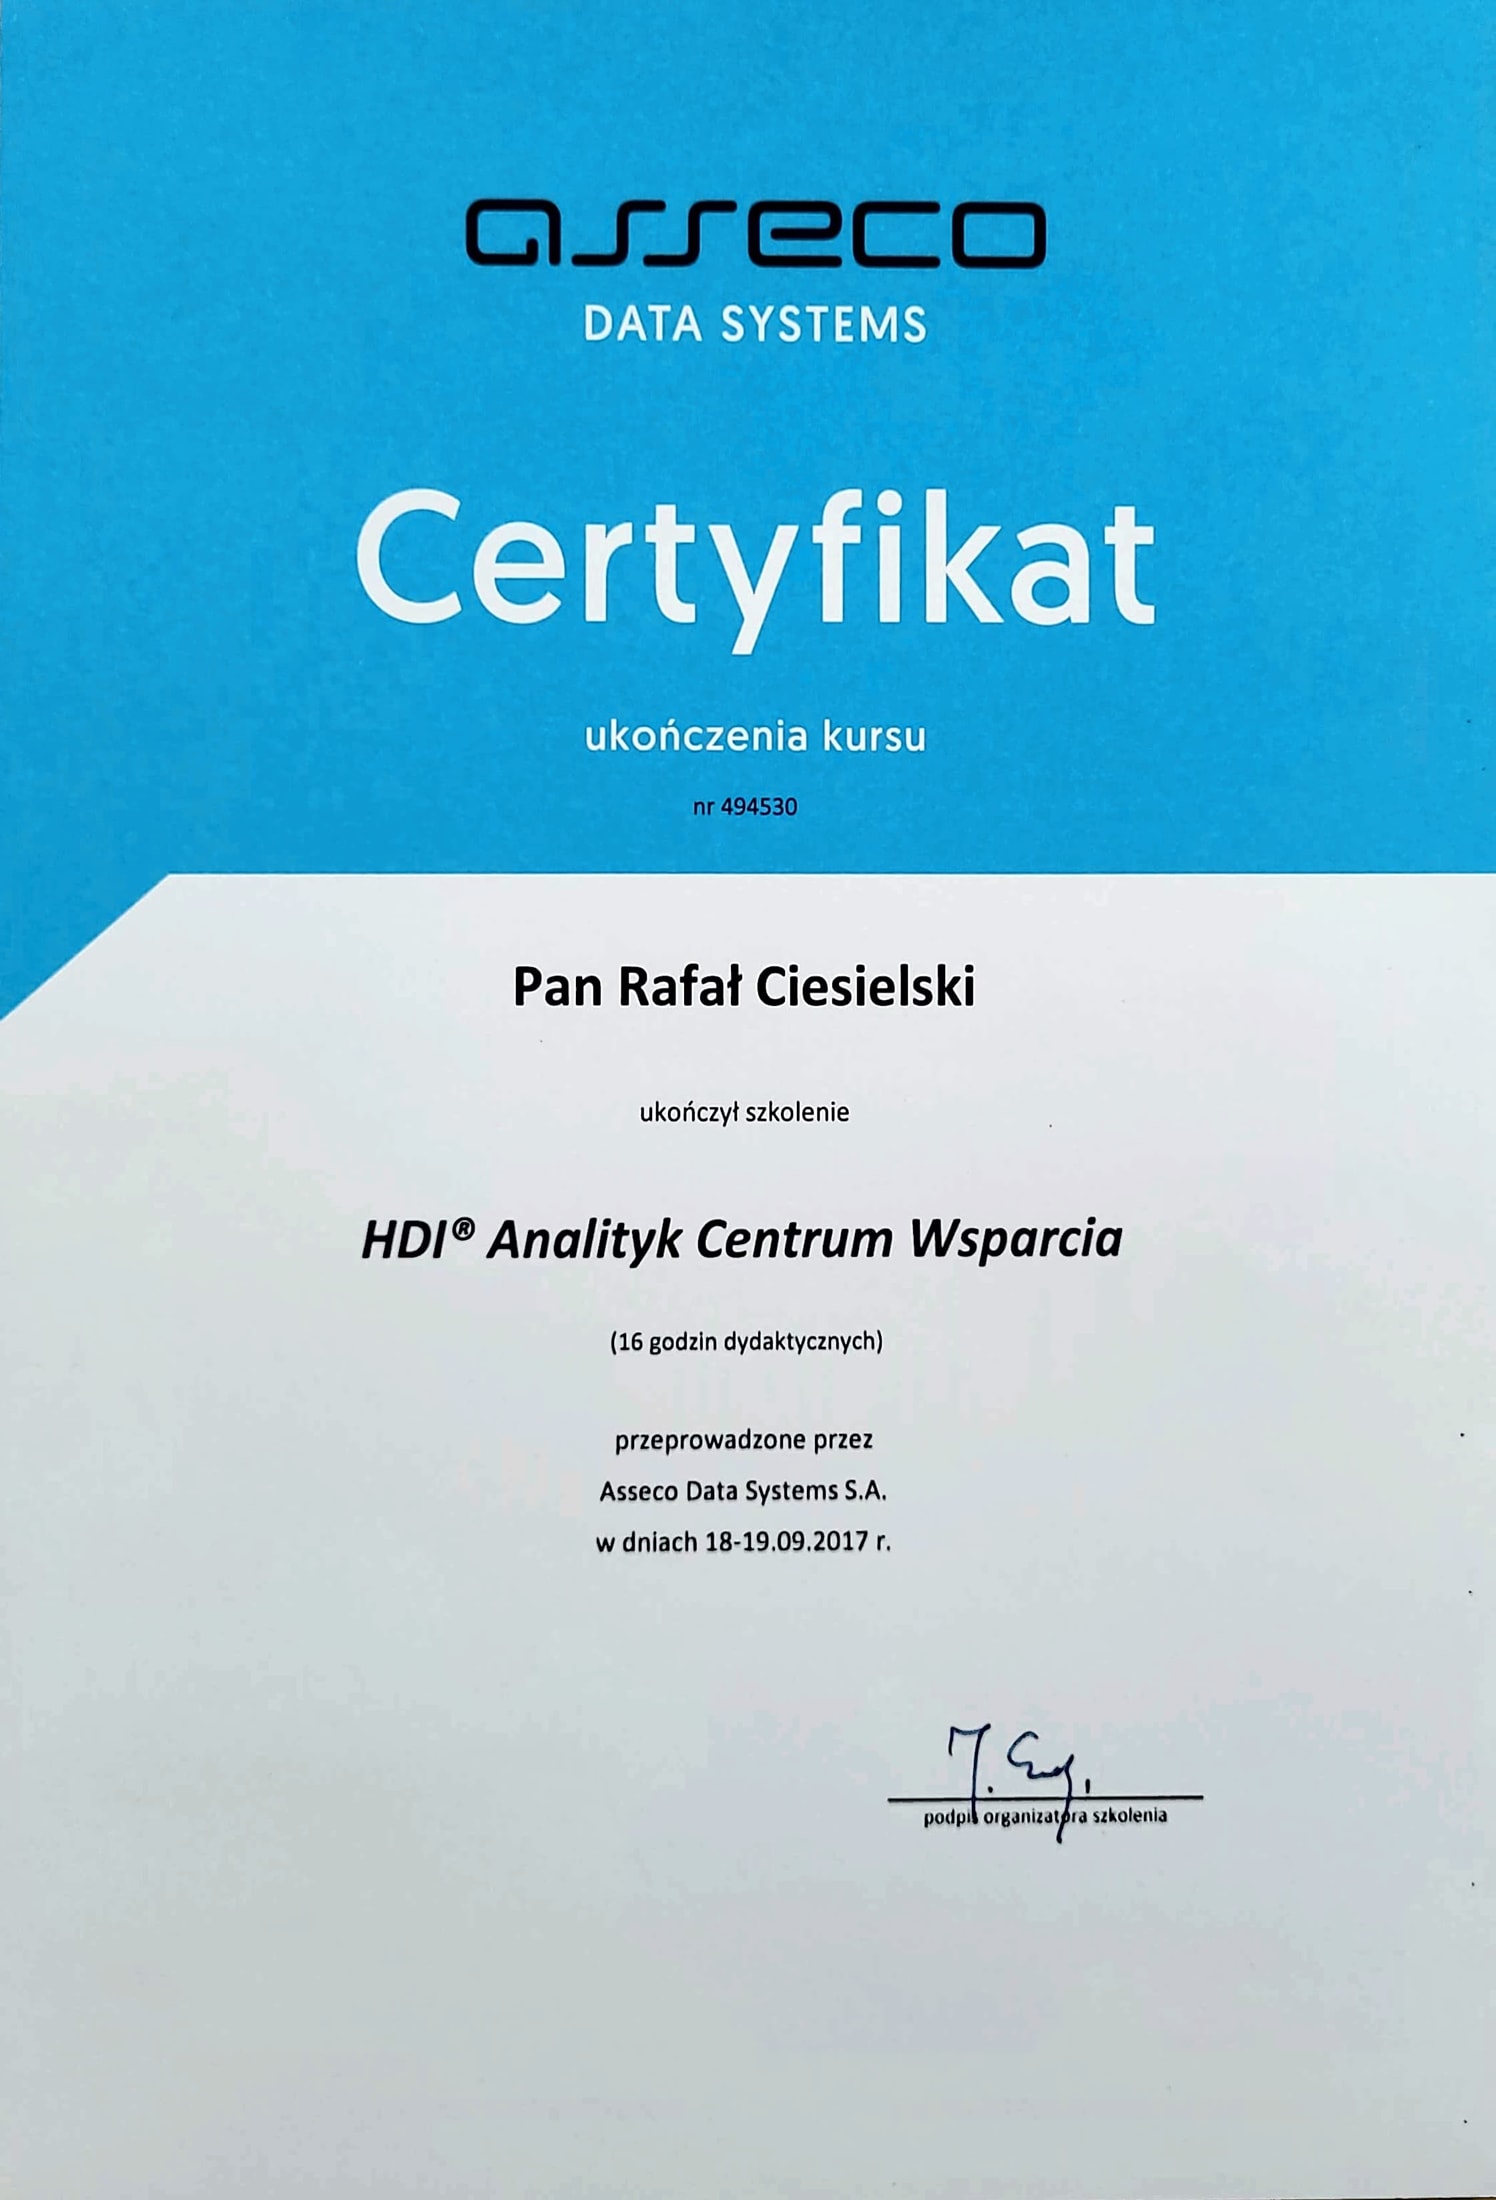 asseco
DATA SYSTEMS
Certyfikat
ukończenia kursu
nr 494530
Pan Rafał Ciesielski
ukończył szkolenie
HDI® Analityk Centrum Wsparcia
(16 godzin dydaktycznych)
przeprowadzone przez
Asseco Data Systems S.A.
w dniach 18-19.09.2017 r.
podpis organizatora szkolenia